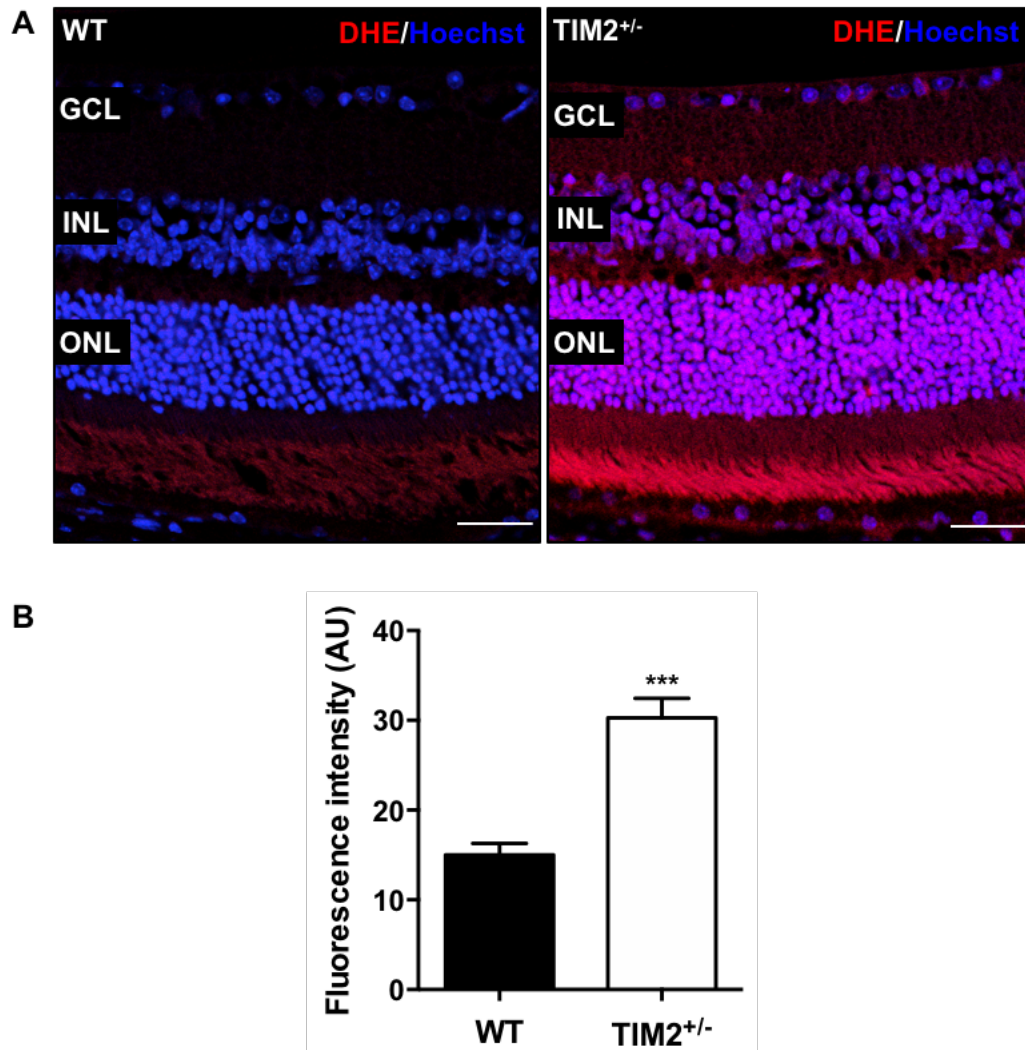 A
WT DHE/Hoechst
GCL
INL
ONL
TIM2+/- DHE/Hoechst
GCL
INL
ONL
B
Fluorescence intensity (AU)
40
30
20
10
0
***
WT TIM2+/-